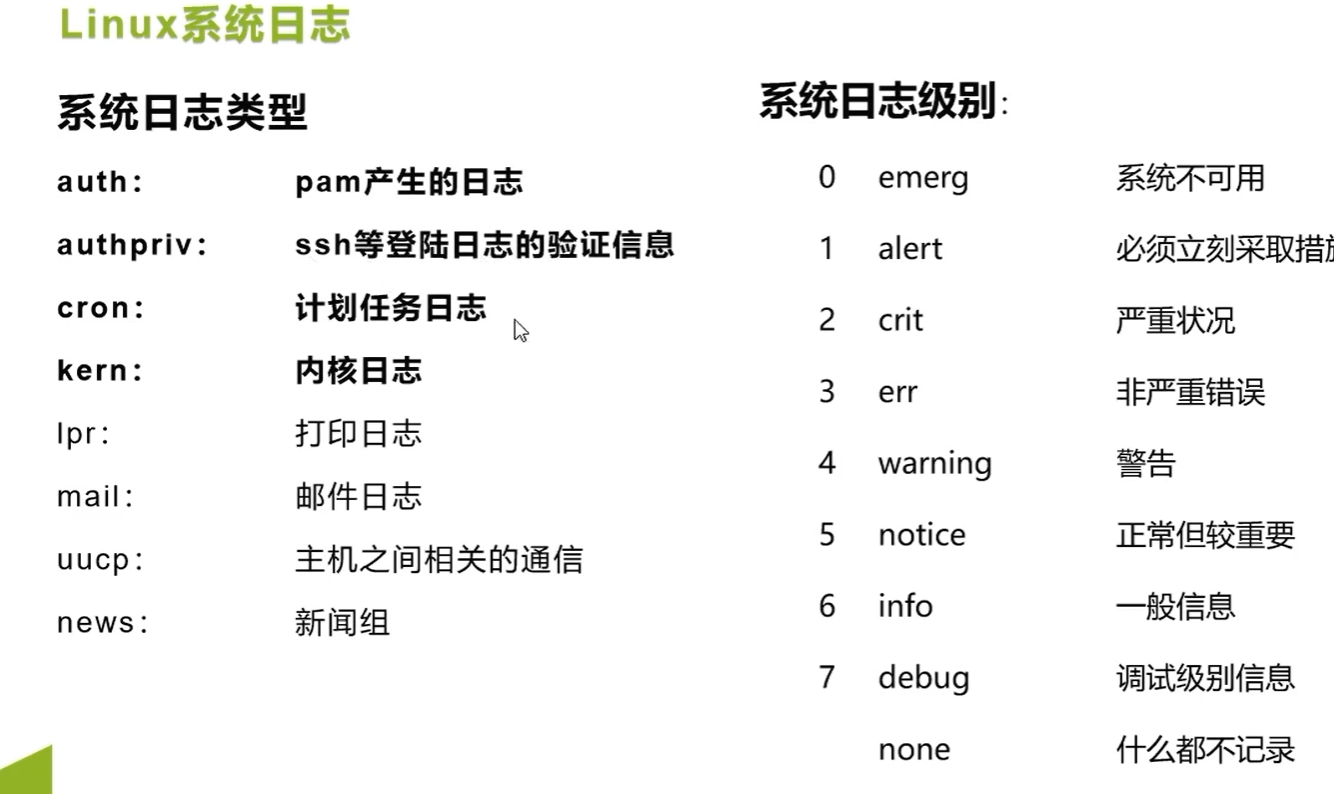 Linux系统日志
系统日志类型
auth： pam产生的日志
authpriv： ssh等登陆日志的验证信息
cron： 计划任务日志
kern： 内核日志
lpr： 打印日志
mail： 邮件日志
uucp： 主机之间相关的通信
news： 新闻组
系统日志级别：
0 emerg 系统不可用
1 alert 必须立刻采取措施
2 crit 严重状况
3 err 非严重错误
4 warning 警告
5 notice 正常但较重要
6 info 一般信息
7 debug 调试级别信息
none 什么都不记录